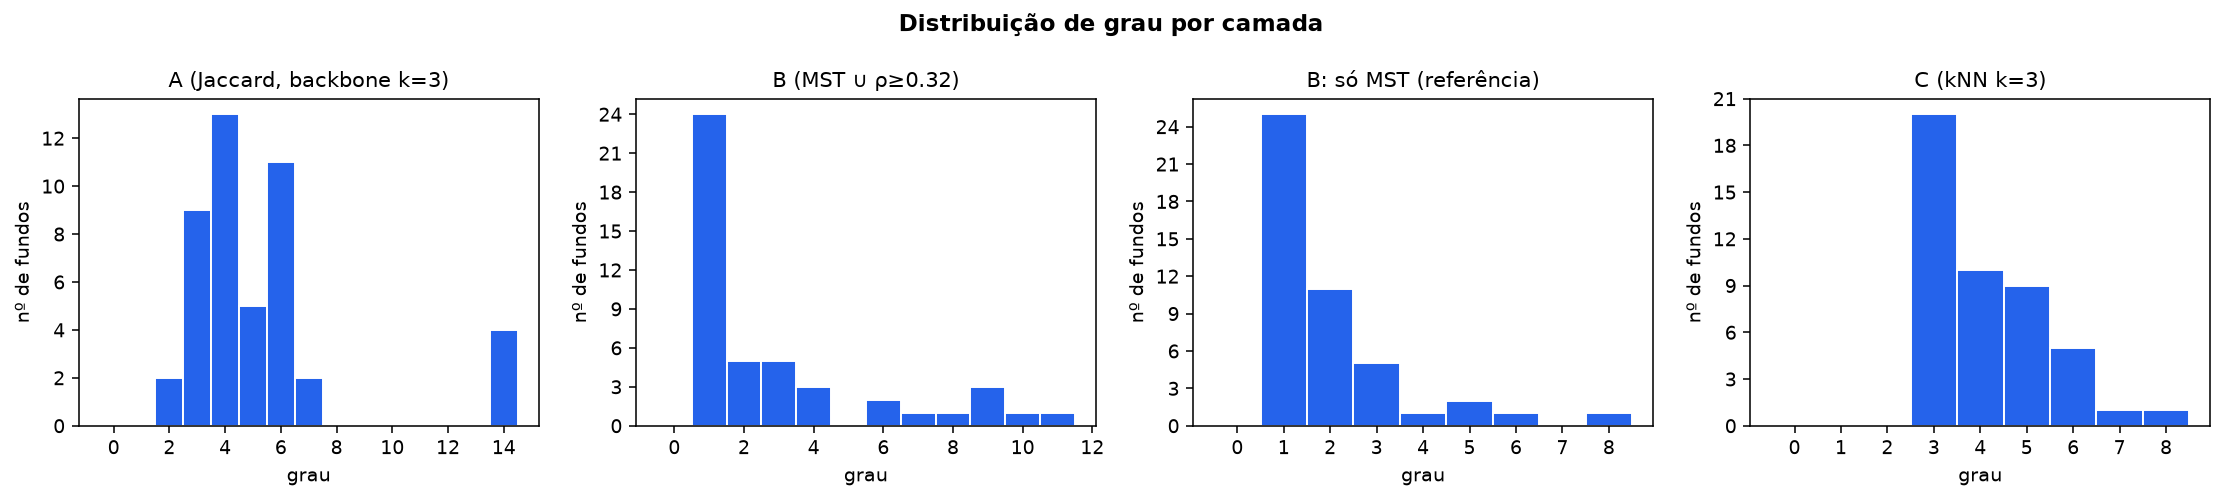 Distribuição de grau por camada
A (Jaccard, backbone k=3)
nº de fundos
12
10
8
6
4
2
0
0 2 4 6 8 10 12 14
grau
B (MST ∪ ρ≥0.32)
nº de fundos
24
21
18
15
12
9
6
3
0
0 2 4 6 8 10 12
grau
B: só MST (referência)
nº de fundos
24
21
18
15
12
9
6
3
0
0 1 2 3 4 5 6 7 8
grau
C (kNN k=3)
nº de fundos
21
18
15
12
9
6
3
0
0 1 2 3 4 5 6 7 8
grau